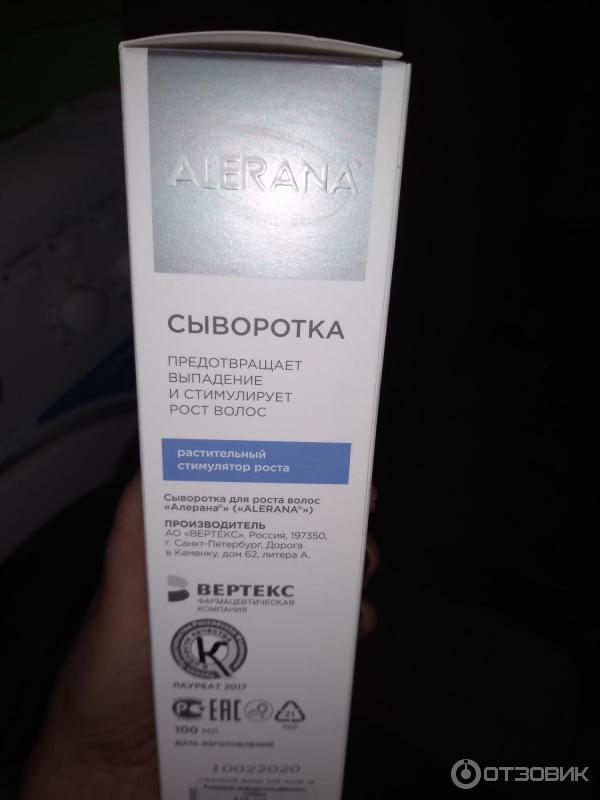 ALERANA®
СЫВОРОТКА
ПРЕДОТВРАЩАЕТ
ВЫПАДЕНИЕ
И СТИМУЛИРУЕТ
РОСТ ВОЛОС
растительный
стимулятор роста
Сыворотка для роста волос
«Алерана®» («ALERANA®»)
ПРОИЗВОДИТЕЛЬ
АО «ВЕРТЕКС», Россия, 197350,
г. Санкт-Петербург, Дорога
в Каменку, дом 62, литера А.
ВЕРТЕКС
ФАРМАЦЕВТИЧЕСКАЯ
КОМПАНИЯ
ЛАУРЕАТ 2017
EAC
21
PAP
100 МЛ
ДАТА ИЗГОТОВЛЕНИЯ
10022020
ОТЗОВИК